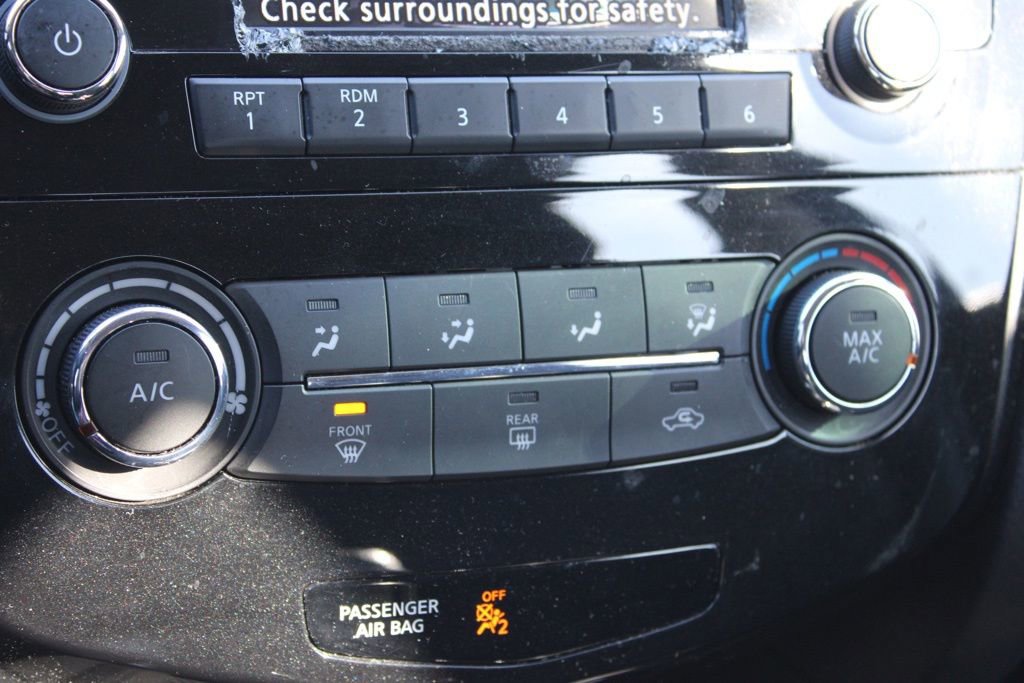 Check surroundings for safety.
RPT
1
RDM
2
3
4
5
6
A/C
OFF
MAX
A/C
FRONT
REAR
PASSENGER
AIR BAG
OFF
2